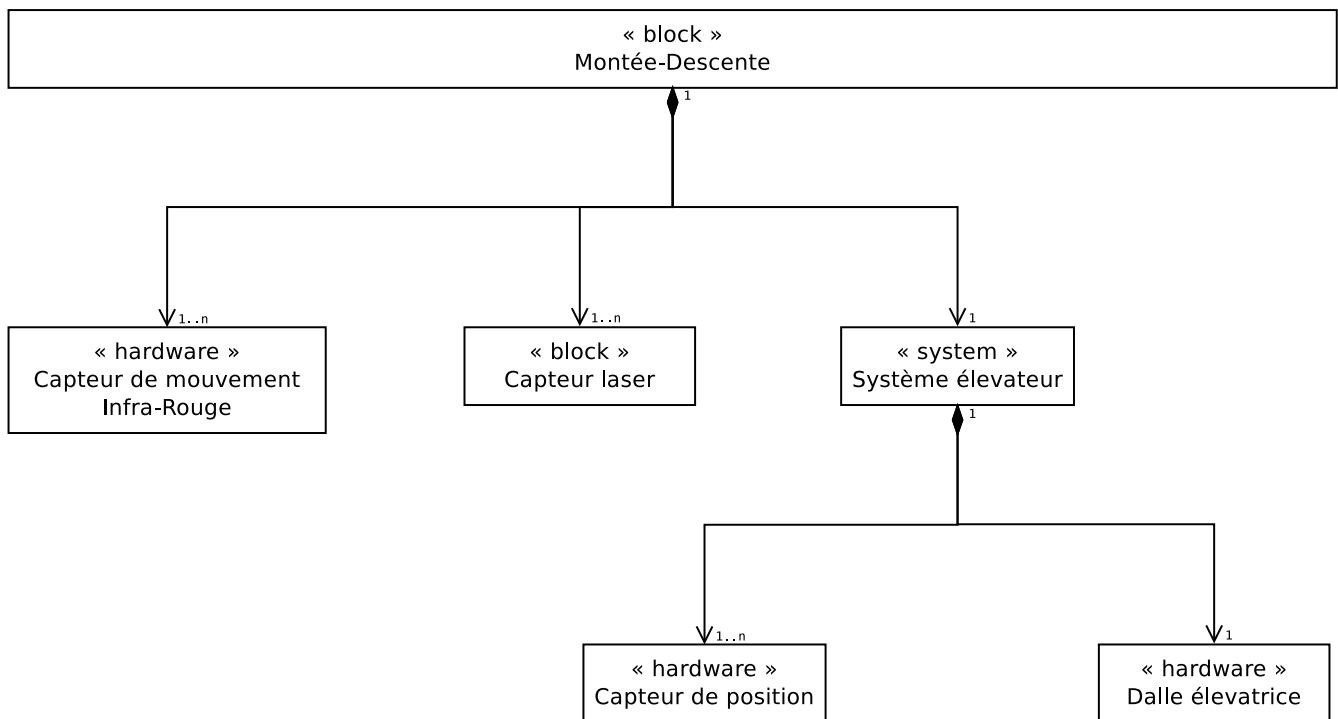 « block »
Montée-Descente
1
1..n
1..n
1
« hardware »
Capteur de mouvement
Infra-Rouge
« block »
Capteur laser
« system »
Système élevateur
1
1..n
1
« hardware »
Capteur de position
« hardware »
Dalle élevatrice